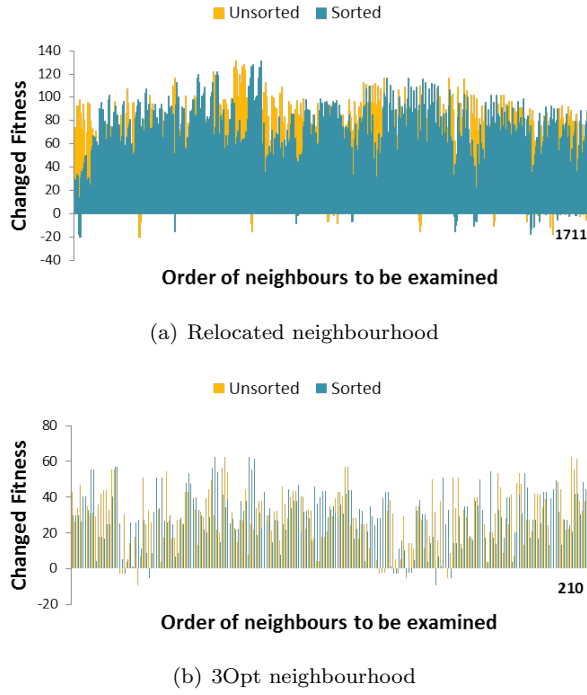 Unsorted Sorted
Changed Fitness
140
120
100
80
60
40
20
0
-20
-40
1711
Order of neighbours to be examined
(a) Relocated neighbourhood
Unsorted Sorted
Changed Fitness
80
60
40
20
0
-20
210
Order of neighbours to be examined
(b) 3Opt neighbourhood